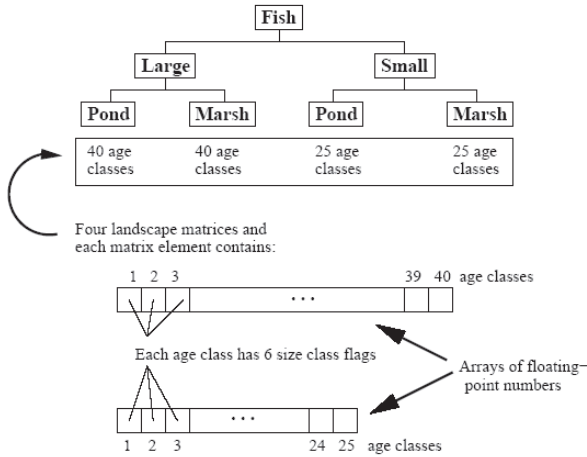 Fish
Large Small
Pond Marsh Pond Marsh
40 age 40 age 25 age 25 age
classes classes classes classes
Four landscape matrices and
each matrix element contains:
1 2 3 39 40 age classes
...
Each age class has 6 size class flags
Arrays of floating-
point numbers
...
1 2 3 24 25 age classes